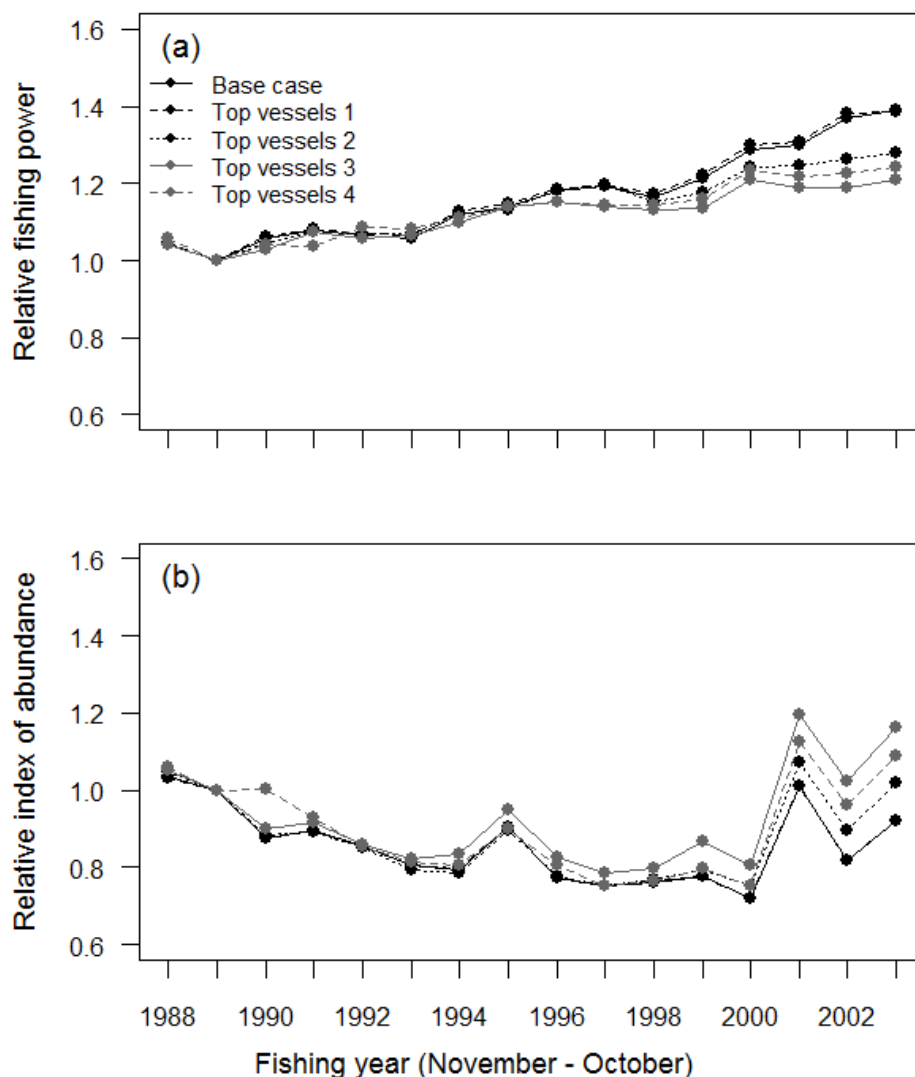 (a)
Base case
Top vessels 1
Top vessels 2
Top vessels 3
Top vessels 4
Relative fishing power
1.6
1.4
1.2
1.0
0.8
0.6
(b)
Relative index of abundance
1.6
1.4
1.2
1.0
0.8
0.6
1988 1990 1992 1994 1996 1998 2000 2002
Fishing year (November - October)